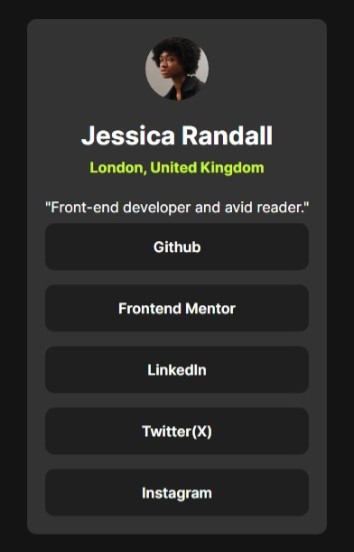 Jessica Randall
London, United Kingdom
"Front-end developer and avid reader."
Github
Frontend Mentor
LinkedIn
Twitter(X)
Instagram